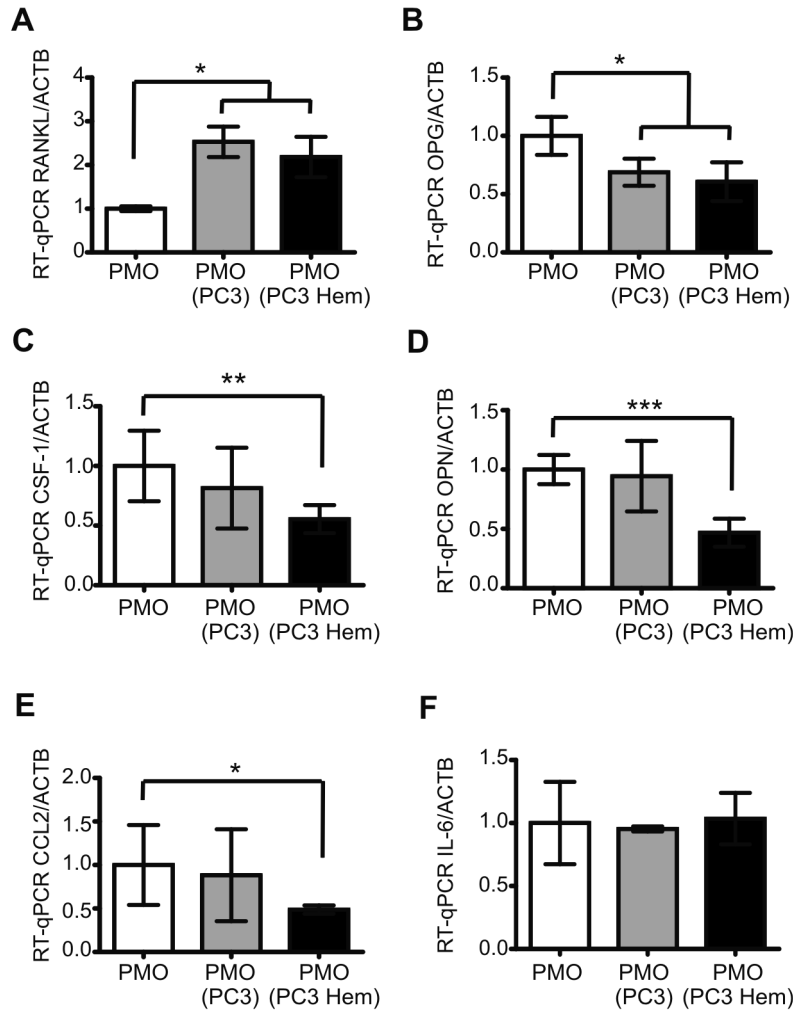 A
RT-qPCR RANKL/ACTB
4
3
2
1
0
*
PMO
PMO
(PC3)
PMO
(PC3 Hem)
B
RT-qPCR OPG/ACTB
1.5
1.0
0.5
0.0
*
PMO
PMO
(PC3)
PMO
(PC3 Hem)
C
RT-qPCR CSF-1/ACTB
1.5
1.0
0.5
0.0
**
PMO
PMO
(PC3)
PMO
(PC3 Hem)
D
RT-qPCR OPN/ACTB
1.5
1.0
0.5
0.0
***
PMO
PMO
(PC3)
PMO
(PC3 Hem)
E
RT-qPCR CCL2/ACTB
2.0
1.5
1.0
0.5
0.0
*
PMO
PMO
(PC3)
PMO
(PC3 Hem)
F
RT-qPCR IL-6/ACTB
1.5
1.0
0.5
0.0
PMO
PMO
(PC3)
PMO
(PC3 Hem)